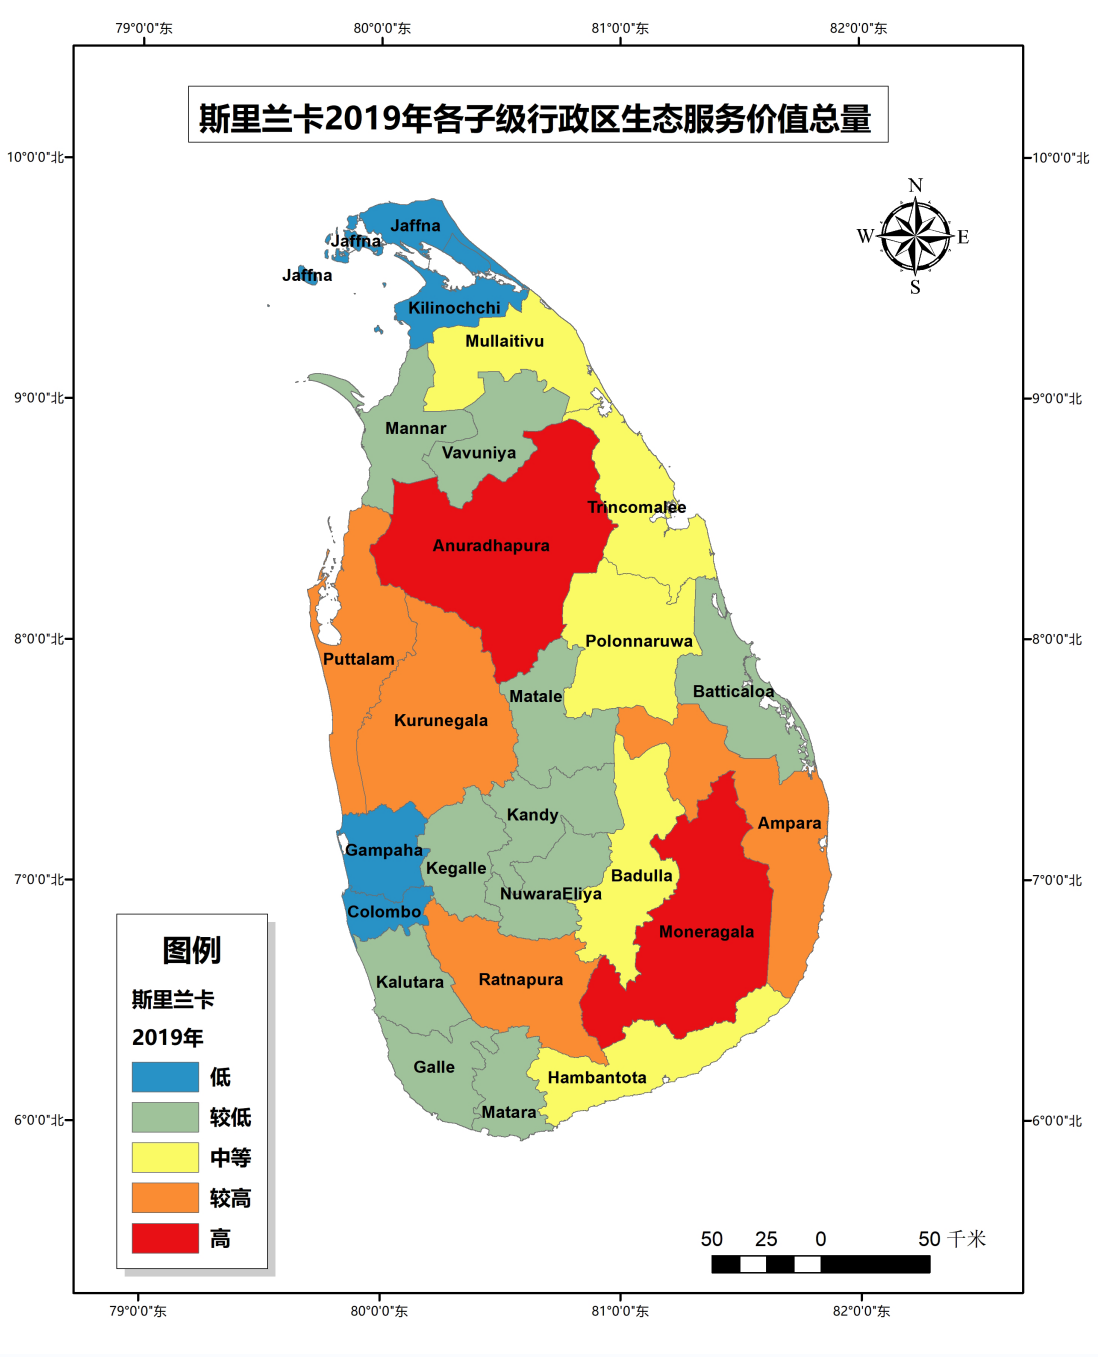 79°0'0"东 80°0'0"东 81°0'0"东 82°0'0"东
斯里兰卡2019年各子级行政区生态服务价值总量
10°0'0"北 10°0'0"北
N
W E
S
Jaffna
Jaffna
Jaffna
Kilinochchi
Mullaitivu
9°0'0"北 9°0'0"北
Mannar
Vavuniya
Trincomalee
Anuradhapura
8°0'0"北 8°0'0"北
Polonnaruwa
Puttalam
Batticaloa
Matale
Kurunegala
Kandy
Ampara
Gampaha
Kegalle
Badulla
7°0'0"北 7°0'0"北
NuwaraEliya
Colombo
Moneragala
Ratnapura
Kalutara
Galle
Hambantota
Matara
6°0'0"北 6°0'0"北
图例
斯里兰卡
2019年
低
较低
中等
较高
高
50 25 0 50 千米
79°0'0"东 80°0'0"东 81°0'0"东 82°0'0"东